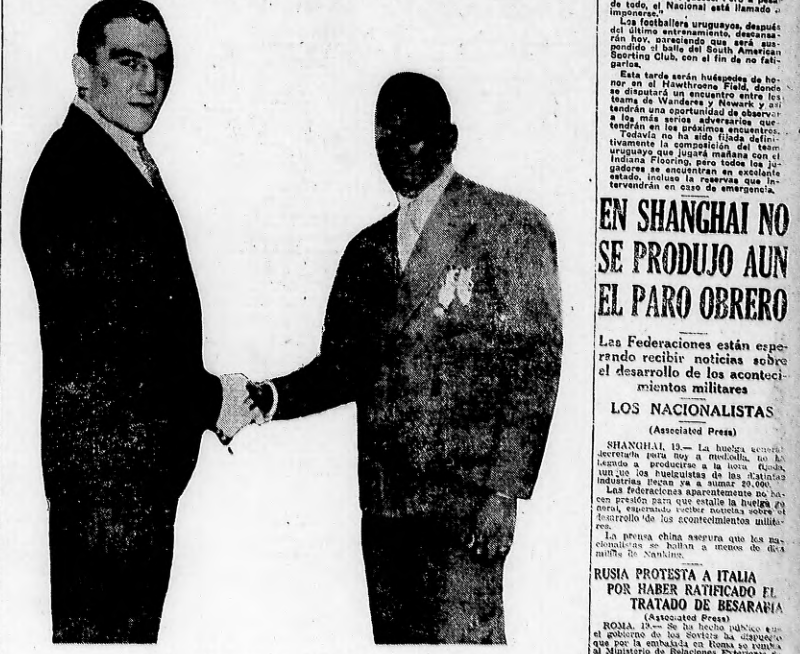 de todo, el Nacional está llamado a
imponerse."
Los footballers uruguayos, después
del último entrenamiento, descansa-
rán hoy, pareciendo que será sus-
pendido el baile del South American
Sporting Club, con el fin de no fati-
garlos.
Esta tarde serán huéspedes de ho-
nor en el Hawthrone Field, donde
se disputará un encuentro entre los
teams de Wanderes y Newark y así
tendrán una oportunidad de observar
a los más serios adversarios que
tendrán en los próximos encuentros.
Todavía no ha sido fijada defini-
tivamente la composición del team
uruguayo que jugará mañana con el
Indiana Flooring, pero todos los ju-
gadores se encuentran en excelente
estado, incluso la reservas que in-
tervendrán en caso de emergencia.
EN SHANGHAI NO
SE PRODUJO AUN
EL PARO OBRERO
Las Federaciones están espe-
rando recibir noticias sobre
el desarrollo de los aconteci-
mientos militares
LOS NACIONALISTAS
(Associated Press)
SHANGHAI, 19.— La huelga general
decretada para hoy a mediodía, no ha
llegado a producirse a la hora fijada,
aunque los huelguistas de las distintas
industrias llegan ya a sumar 20.000.
Las federaciones aparentemente no ha-
cen presión para que estalle la huelga ge-
neral, esperando recibir noticias sobre el
desarrollo de los acontecimientos milita-
res.
La prensa china asegura que los na-
cionalistas se hallan a menos de diez
millas de Nanking.
RUSIA PROTESTA A ITALIA
POR HABER RATIFICADO EL
TRATADO DE BESARABIA
(Associated Press)
ROMA, 19.— Se ha hecho público que
el gobierno de los Soviets ha dispuesto
que por la embajada en Roma se remita
al Ministerio de Relaciones Exteriores